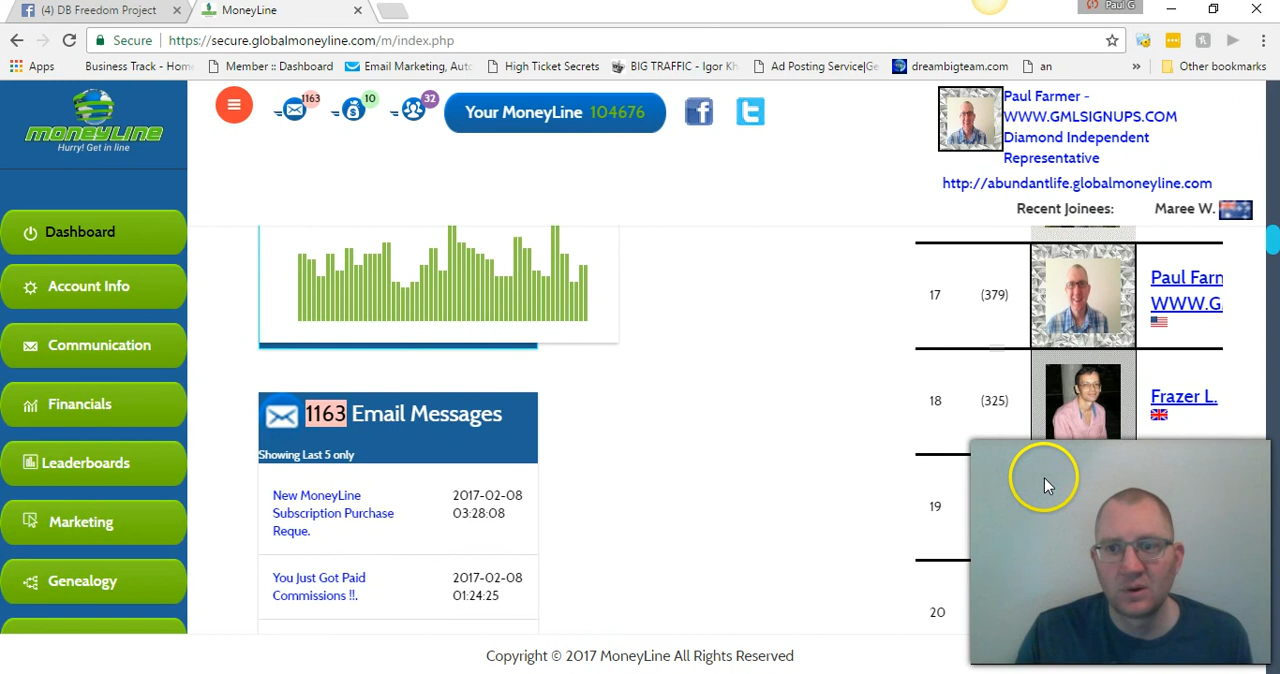 (4) DB Freedom Project
MoneyLine
Paul G
Secure
https://secure.globalmoneyline.com/m/index.php
Apps
Business Track - Home
Member :: Dashboard
Email Marketing, Auto
High Ticket Secrets
BIG TRAFFIC - Igor Kh
Ad Posting Service|Ge
dreambigteam.com
an
»
Other bookmarks
MONEYLINE
Hurry! Get in line
1163
10
32
Your MoneyLine 104676
Paul Farmer -
WWW.GMLSIGNUPS.COM
Diamond Independent
Representative
http://abundantlife.globalmoneyline.com
Recent Joinees: Maree W.
Dashboard
Account Info
Communication
Financials
Leaderboards
Marketing
Genealogy
1163 Email Messages
Showing Last 5 only
New MoneyLine
Subscription Purchase
Reque.
2017-02-08
03:28:08
You Just Got Paid
Commissions !!.
2017-02-08
01:24:25
17 (379) Paul Farn
WWW.G
18 (325) Frazer L.
19
20
Copyright © 2017 MoneyLine All Rights Reserved